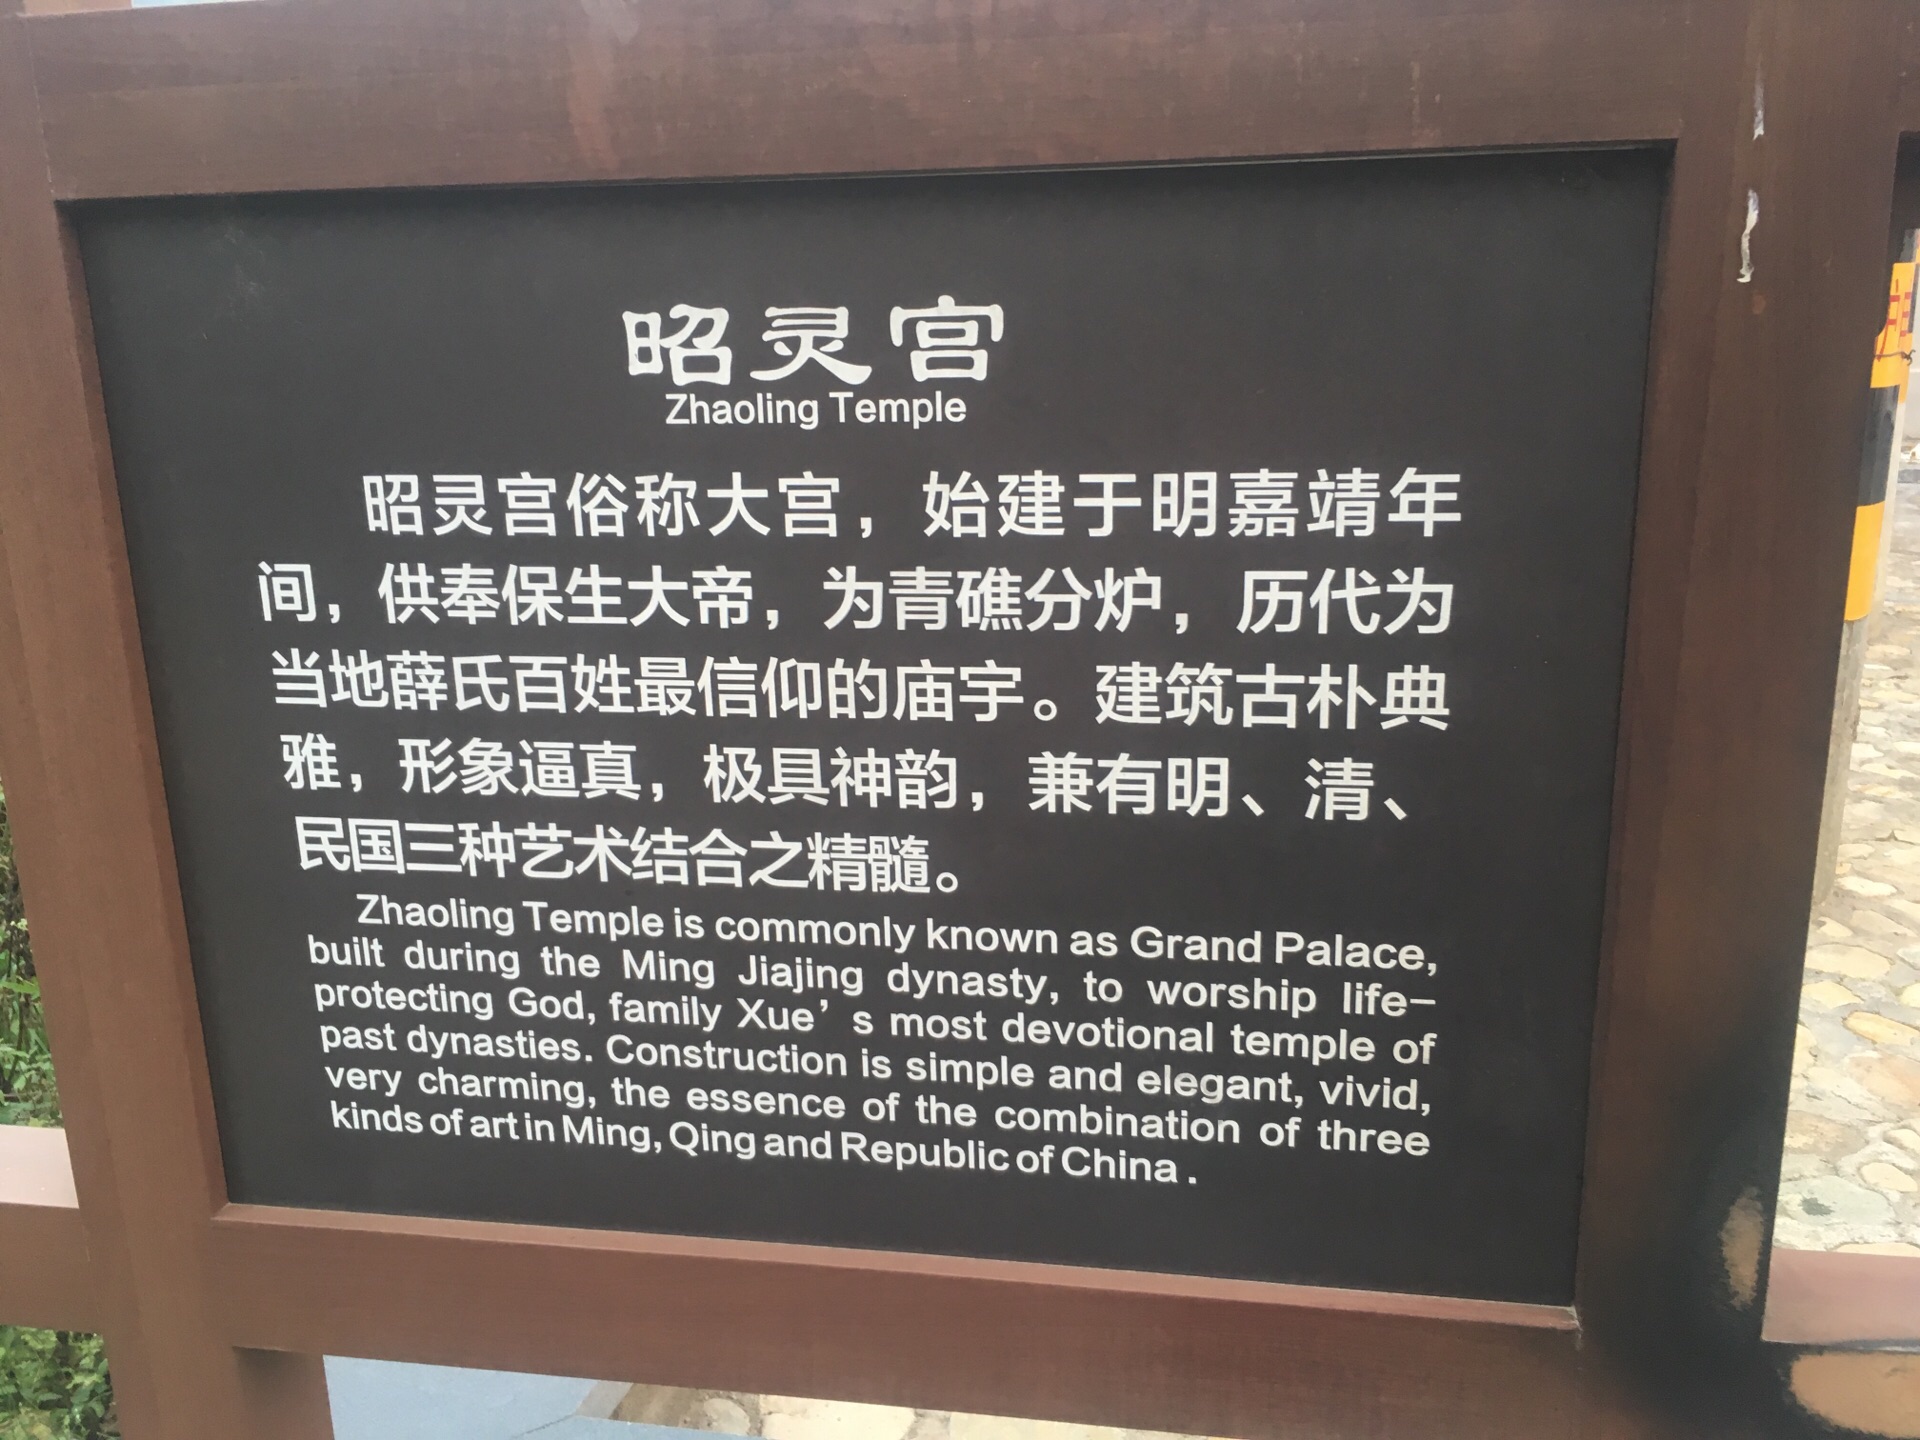 昭灵宫
Zhaoling Temple
昭灵宫俗称大宫，始建于明嘉靖年
间，供奉保生大帝，为青礁分炉，历代为
当地薛氏百姓最信仰的庙宇。建筑古朴典
雅，形象逼真，极具神韵，兼有明、清、
民国三种艺术结合之精髓。
Zhaoling Temple is commonly known as Grand Palace,
built during the Ming Jiajing dynasty, to worship life-
protecting God, family Xue’s most devotional temple of
past dynasties. Construction is simple and elegant, vivid,
very charming, the essence of the combination of three
kinds of art in Ming, Qing and Republic of China .